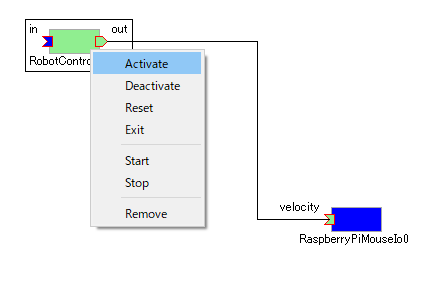 in
out
RobotContro
Activate
Deactivate
Reset
Exit
Start
Stop
Remove
velocity
RaspberryPiMouseIo0